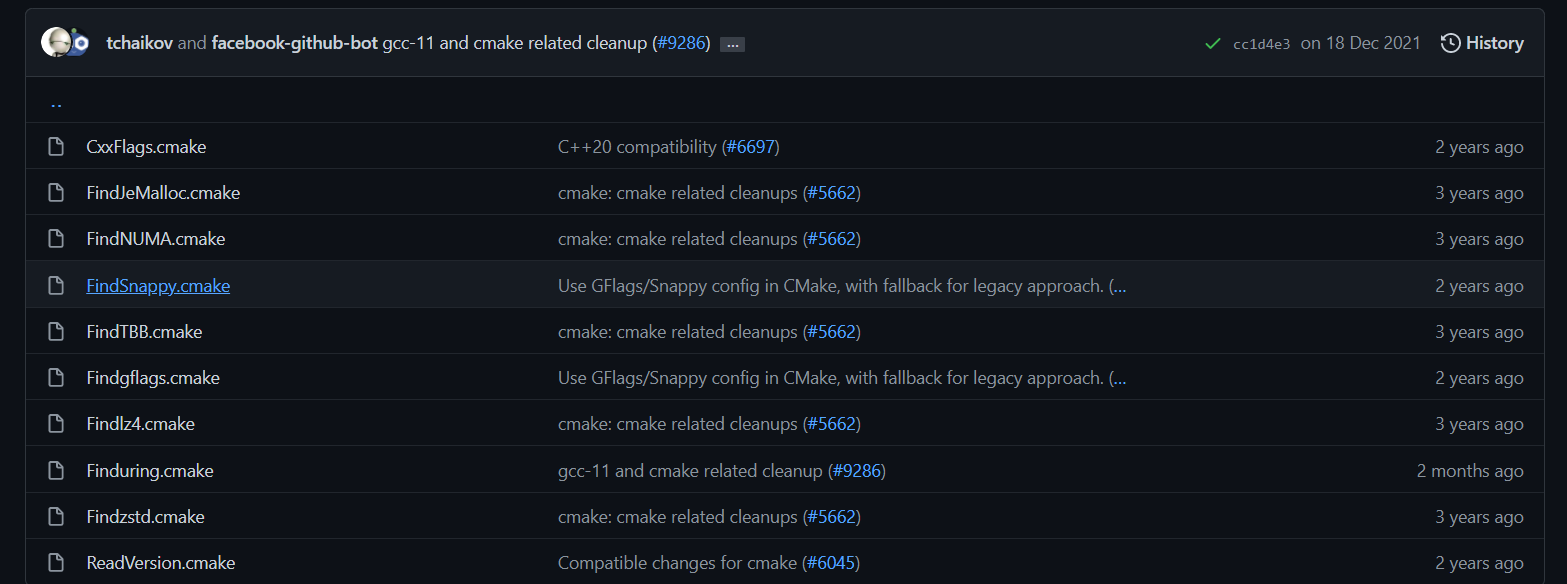 tchaikov and facebook-github-bot gcc-11 and cmake related cleanup (#9286) ... cc1d4e3 on 18 Dec 2021 History
..
CxxFlags.cmake C++20 compatibility (#6697) 2 years ago
FindJeMalloc.cmake cmake: cmake related cleanups (#5662) 3 years ago
FindNUMA.cmake cmake: cmake related cleanups (#5662) 3 years ago
FindSnappy.cmake Use GFlags/Snappy config in CMake, with fallback for legacy approach. (... 2 years ago
FindTBB.cmake cmake: cmake related cleanups (#5662) 3 years ago
Findgflags.cmake Use GFlags/Snappy config in CMake, with fallback for legacy approach. (... 2 years ago
Findlz4.cmake cmake: cmake related cleanups (#5662) 3 years ago
Finduring.cmake gcc-11 and cmake related cleanup (#9286) 2 months ago
Findzstd.cmake cmake: cmake related cleanups (#5662) 3 years ago
ReadVersion.cmake Compatible changes for cmake (#6045) 2 years ago